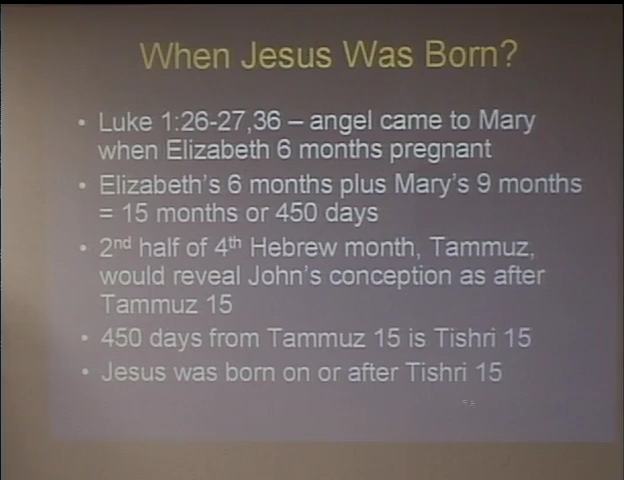 When Jesus Was Born?
• Luke 1:26-27,36 – angel came to Mary
when Elizabeth 6 months pregnant
• Elizabeth's 6 months plus Mary's 9 months
= 15 months or 450 days
• 2nd half of 4th Hebrew month, Tammuz,
would reveal John's conception as after
Tammuz 15
• 450 days from Tammuz 15 is Tishri 15
• Jesus was born on or after Tishri 15